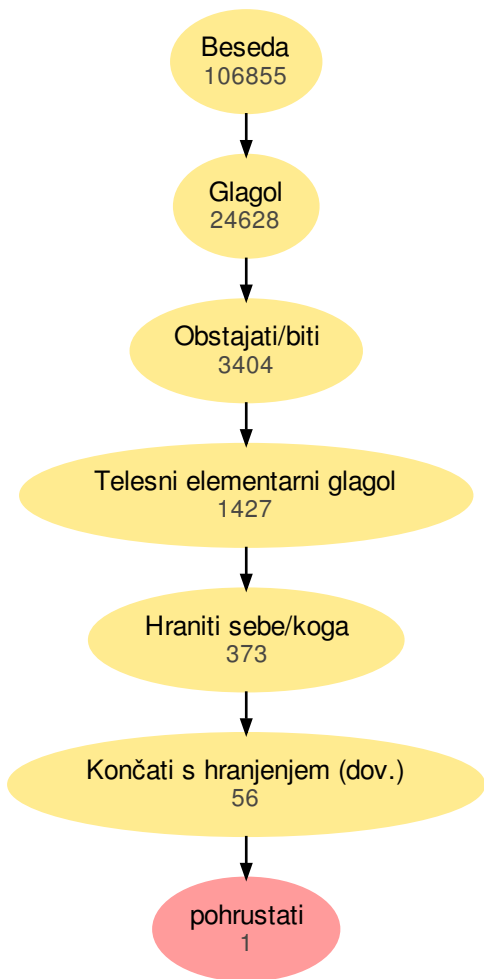 Beseda
106855
Glagol
24628
Obstajati/biti
3404
Telesni elementarni glagol
1427
Hraniti sebe/koga
373
Končati s hranjenjem (dov.)
56
pohrustati
1